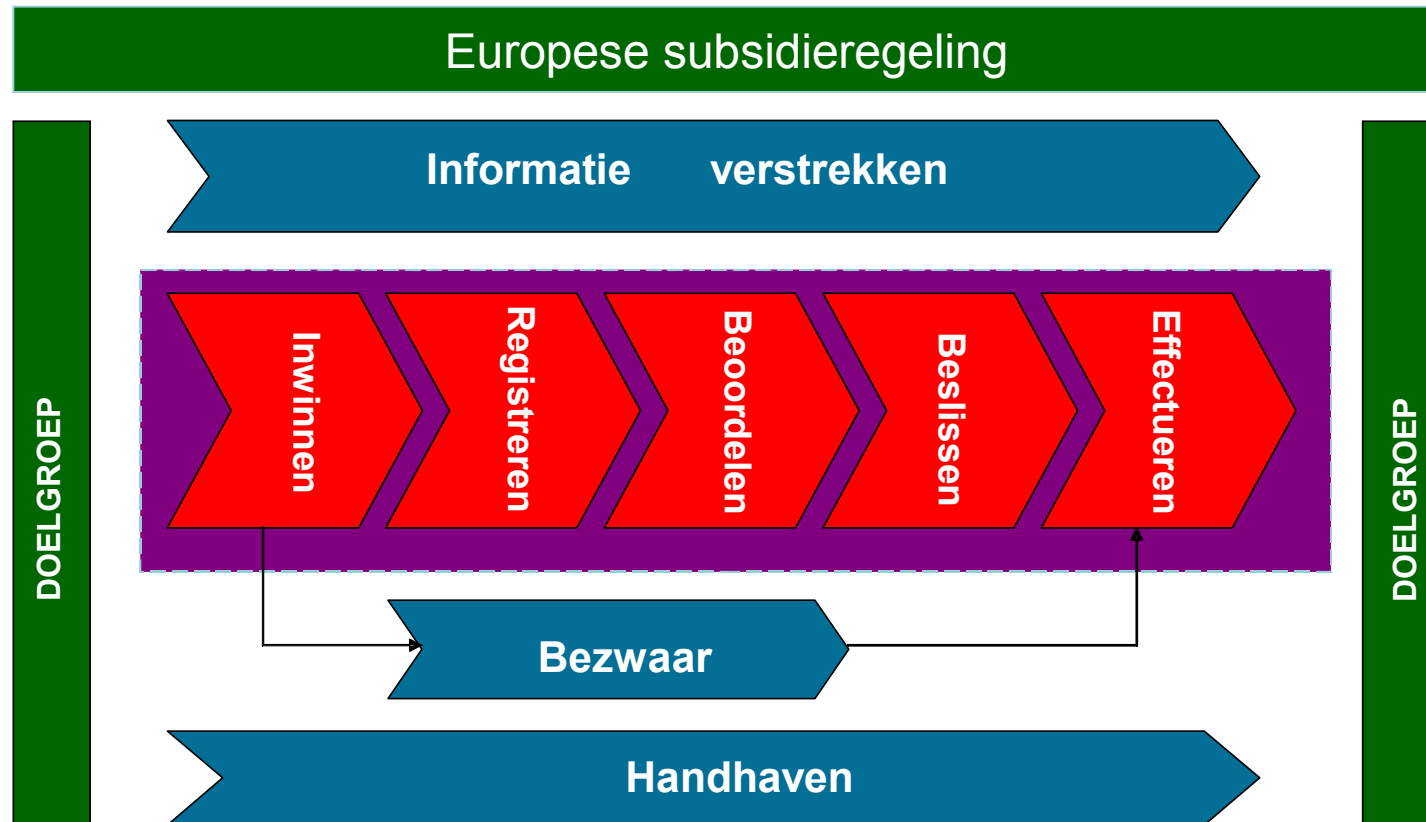 Europese subsidieregeling
DOELGROEP
Informatie verstrekken
Inwinnen
Registreren
Beoordelen
Beslissen
Effectueren
Bezwaar
Handhaven
DOELGROEP